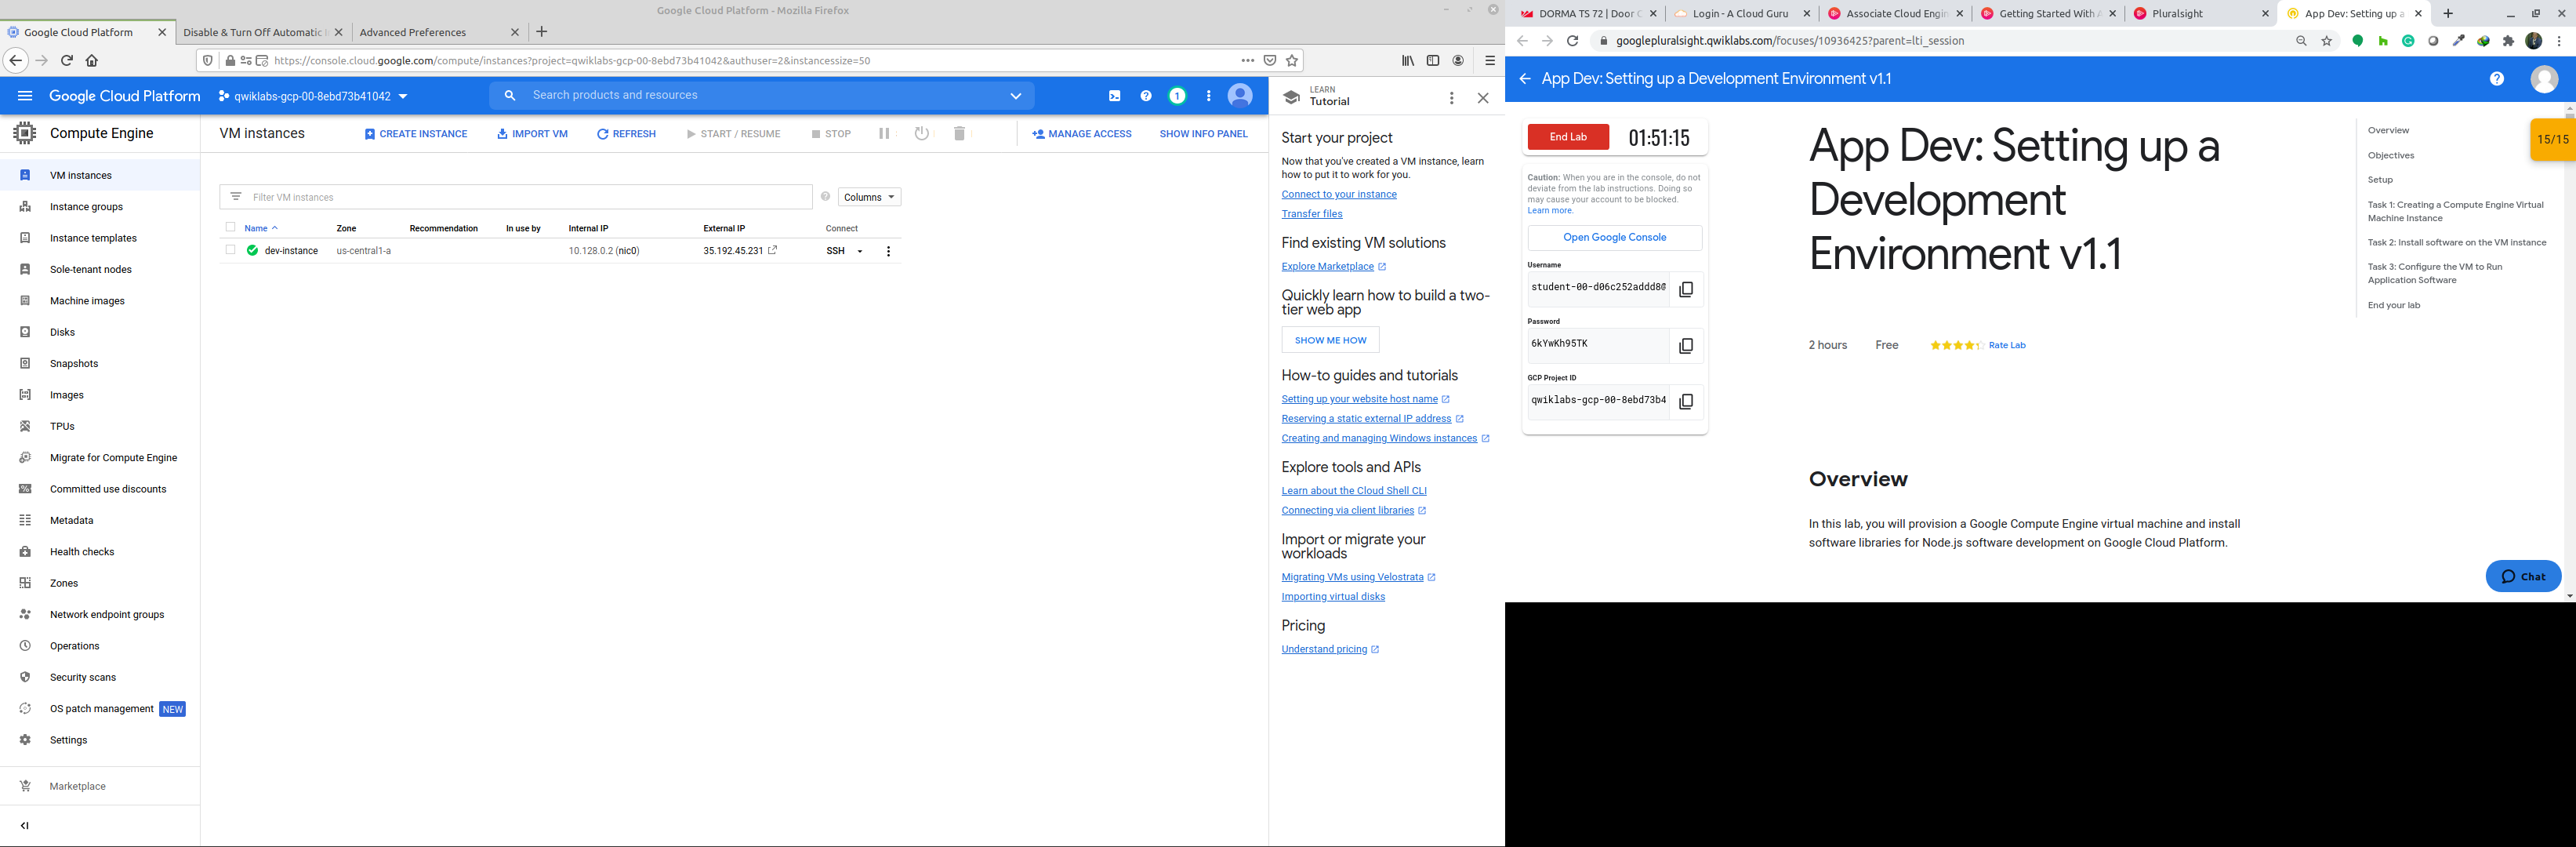 Google Cloud Platform - Mozilla Firefox
Google Cloud Platform
Disable & Turn Off Automatic
Advanced Preferences
https://console.cloud.google.com/compute/instances?project=qwiklabs-gcp-00-8ebd73b41042&authuser=2&instancessize=50
Google Cloud Platform
qwiklabs-gcp-00-8ebd73b41042
Search products and resources
1
Compute Engine
VM instances
Instance groups
Instance templates
Sole-tenant nodes
Machine images
Disks
Snapshots
Images
TPUs
Migrate for Compute Engine
Committed use discounts
Metadata
Health checks
Zones
Network endpoint groups
Operations
Security scans
OS patch management NEW
Settings
Marketplace
VM instances
CREATE INSTANCE
IMPORT VM
REFRESH
START / RESUME
STOP
MANAGE ACCESS
SHOW INFO PANEL
Filter VM instances
Columns
Name Zone Recommendation In use by Internal IP External IP Connect
dev-instance us-central1-a 10.128.0.2 (nic0) 35.192.45.231 SSH
LEARN
Tutorial
Start your project
Now that you've created a VM instance, learn
how to put it to work for you.
Connect to your instance
Transfer files
Find existing VM solutions
Explore Marketplace
Quickly learn how to build a two-
tier web app
SHOW ME HOW
How-to guides and tutorials
Setting up your website host name
Reserving a static external IP address
Creating and managing Windows instances
Explore tools and APIs
Learn about the Cloud Shell CLI
Connecting via client libraries
Import or migrate your
workloads
Migrating VMs using Velostrata
Importing virtual disks
Pricing
Understand pricing
DORMA TS 72 | Door
Login - A Cloud Guru
Associate Cloud Engin
Getting Started With
Pluralsight
App Dev: Setting up a
googlepluralsight.qwiklabs.com/focuses/10936425?parent=lti_session
App Dev: Setting up a Development Environment v1.1
End Lab
01:51:15
Caution: When you are in the console, do not
deviate from the lab instructions. Doing so
may cause your account to be blocked.
Learn more.
Open Google Console
Username
student-00-d06c252addd8@
Password
6kYwKh95TK
GCP Project ID
qwiklabs-gcp-00-8ebd73b4
App Dev: Setting up a
Development
Environment v1.1
2 hours
Free
Rate Lab
Overview
In this lab, you will provision a Google Compute Engine virtual machine and install
software libraries for Node.js software development on Google Cloud Platform.
Overview
Objectives
Setup
Task 1: Creating a Compute Engine Virtual
Machine Instance
Task 2: Install software on the VM instance
Task 3: Configure the VM to Run
Application Software
End your lab
15/15
Chat